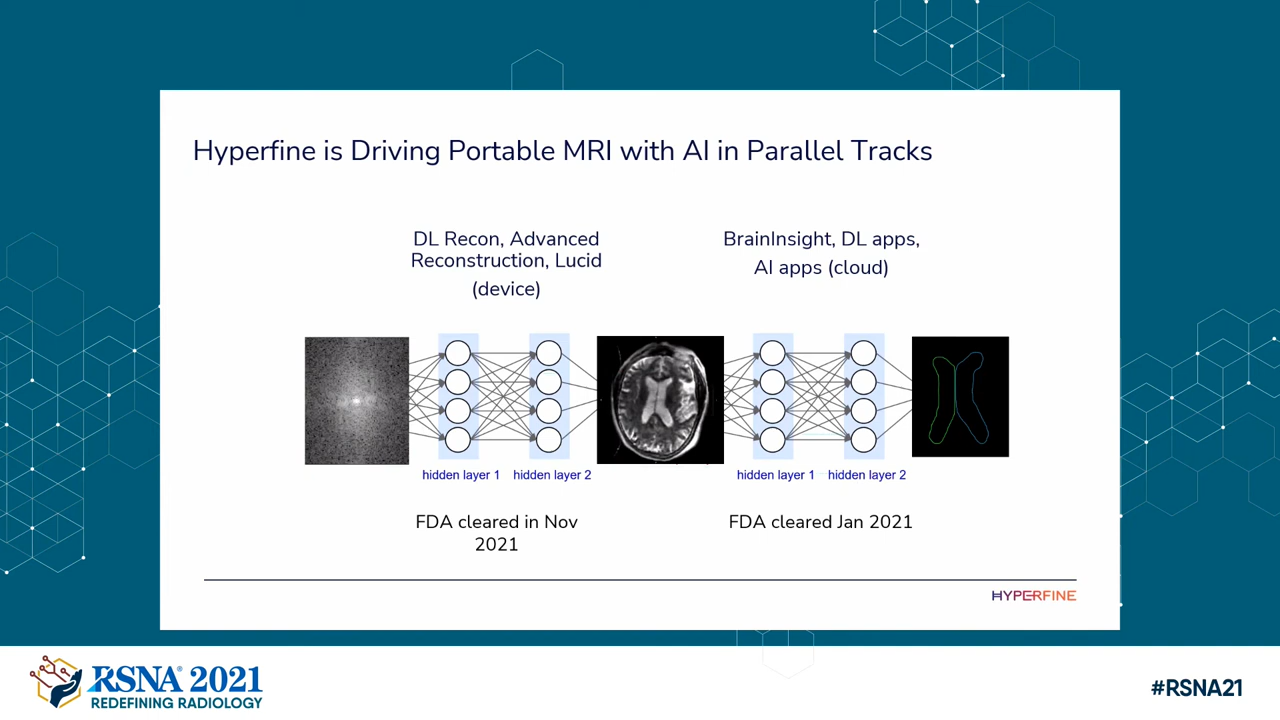 Hyperfine is Driving Portable MRI with AI in Parallel Tracks
DL Recon, Advanced
Reconstruction, Lucid
(device)
BrainInsight, DL apps,
AI apps (cloud)
hidden layer 1
hidden layer 2
hidden layer 1
hidden layer 2
FDA cleared in Nov
2021
FDA cleared Jan 2021
HYPERFINE
RSNA® 2021
REDEFINING RADIOLOGY
#RSNA21